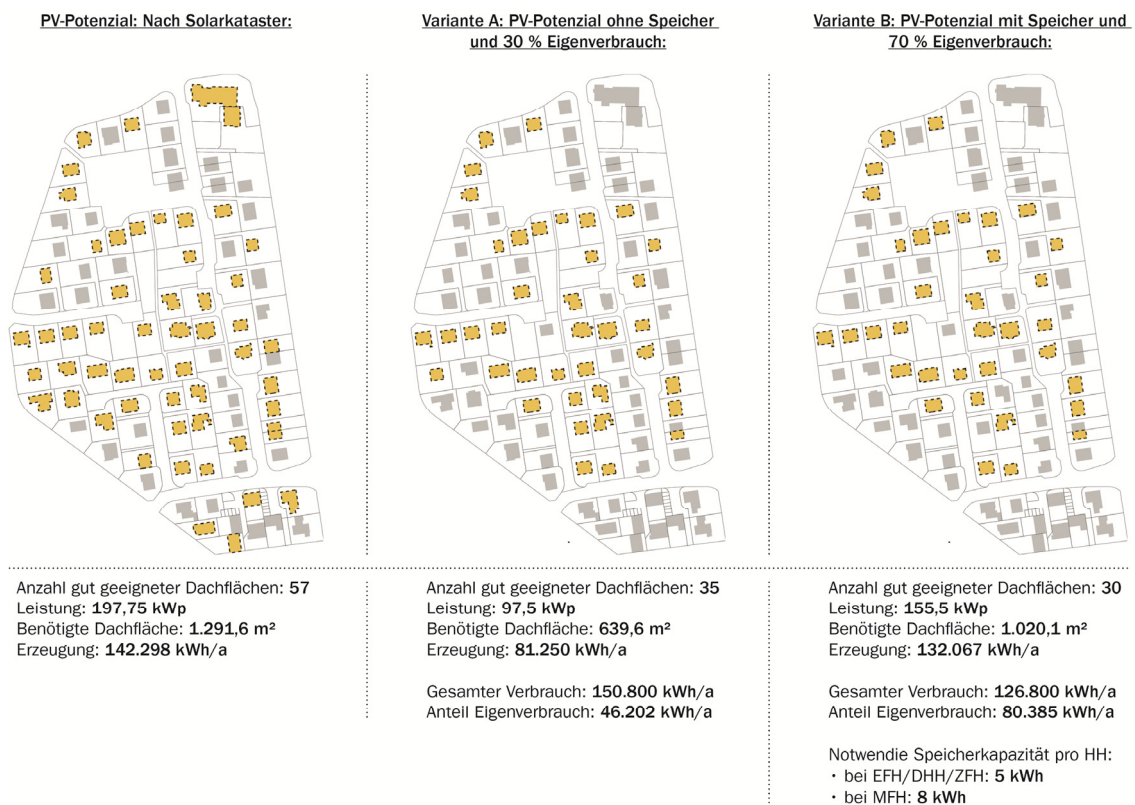 PV-Potenzial: Nach Solarkataster:
Variante A: PV-Potenzial ohne Speicher
und 30 % Eigenverbrauch:
Variante B: PV-Potenzial mit Speicher und
70 % Eigenverbrauch:
Anzahl gut geeigneter Dachflächen: 57
Leistung: 197,75 kWp
Benötigte Dachfläche: 1.291,6 m²
Erzeugung: 142.298 kWh/a
Anzahl gut geeigneter Dachflächen: 35
Leistung: 97,5 kWp
Benötigte Dachfläche: 639,6 m²
Erzeugung: 81.250 kWh/a
Gesamter Verbrauch: 150.800 kWh/a
Anteil Eigenverbrauch: 46.202 kWh/a
Anzahl gut geeigneter Dachflächen: 30
Leistung: 155,5 kWp
Benötigte Dachfläche: 1.020,1 m²
Erzeugung: 132.067 kWh/a
Gesamter Verbrauch: 126.800 kWh/a
Anteil Eigenverbrauch: 80.385 kWh/a
Notwendie Speicherkapazität pro HH:
• bei EFH/DHH/ZFH: 5 kWh
• bei MFH: 8 kWh